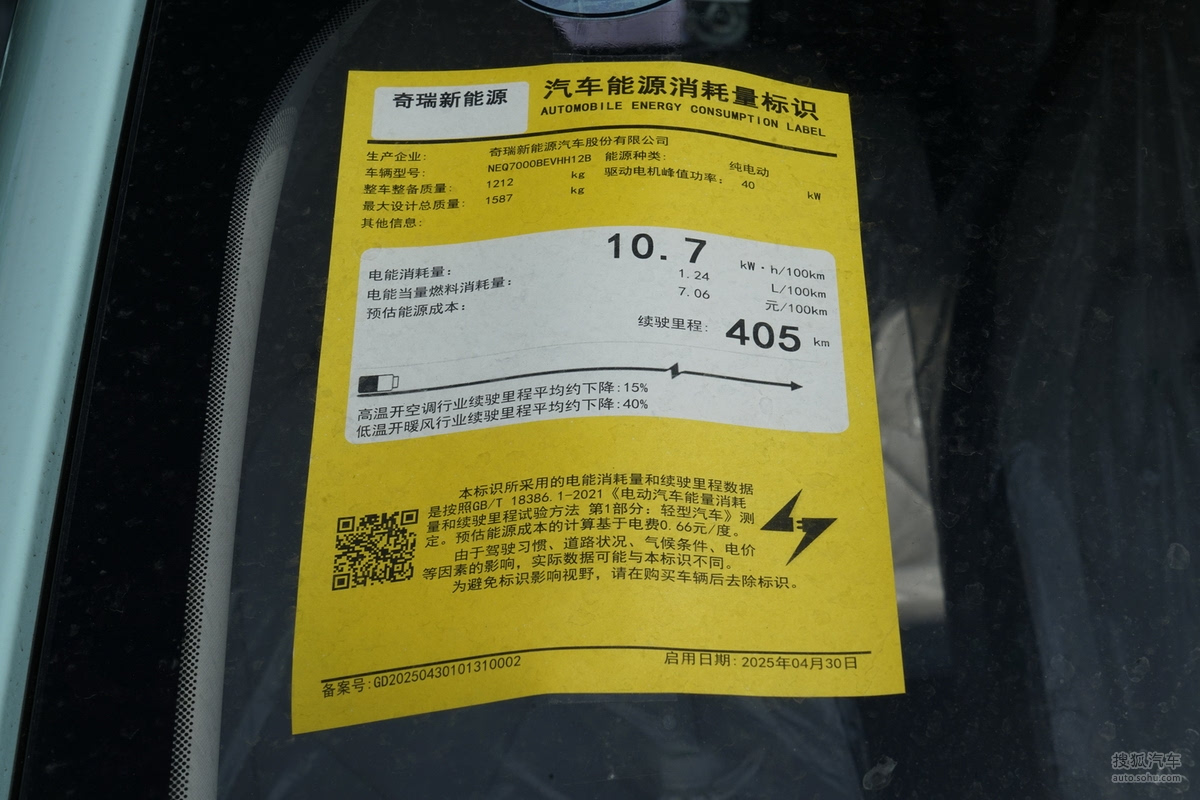 奇瑞新能源
汽车能源消耗量标识
AUTOMOBILE ENERGY CONSUMPTION LABEL
生产企业: 奇瑞新能源汽车股份有限公司
车辆型号: NEQ7000BEVHH12B 能源种类: 纯电动
整车整备质量: 1212 kg 驱动电机峰值功率: 40 kW
最大设计总质量: 1587 kg
其他信息:
电能消耗量: 10.7 kW·h/100km
电能当量燃料消耗量: 1.24 L/100km
预估能源成本: 7.06 元/100km
续驶里程: 405 km
高温开空调行业续驶里程平均约下降:15%
低温开暖风行业续驶里程平均约下降:40%
本标识所采用的电能消耗量和续驶里程数据
是按照GB/T 18386.1-2021《电动汽车能量消耗
量和续驶里程试验方法 第1部分：轻型汽车》测
定。预估能源成本的计算基于电费0.66元/度。
由于驾驶习惯、道路状况、气候条件、电价
等因素的影响，实际数据可能与本标识不同。
为避免标识影响视野，请在购买车辆后去除标识。
备案号:GD20250430101310002
启用日期:2025年04月30日
搜狐汽车
auto.sohu.com